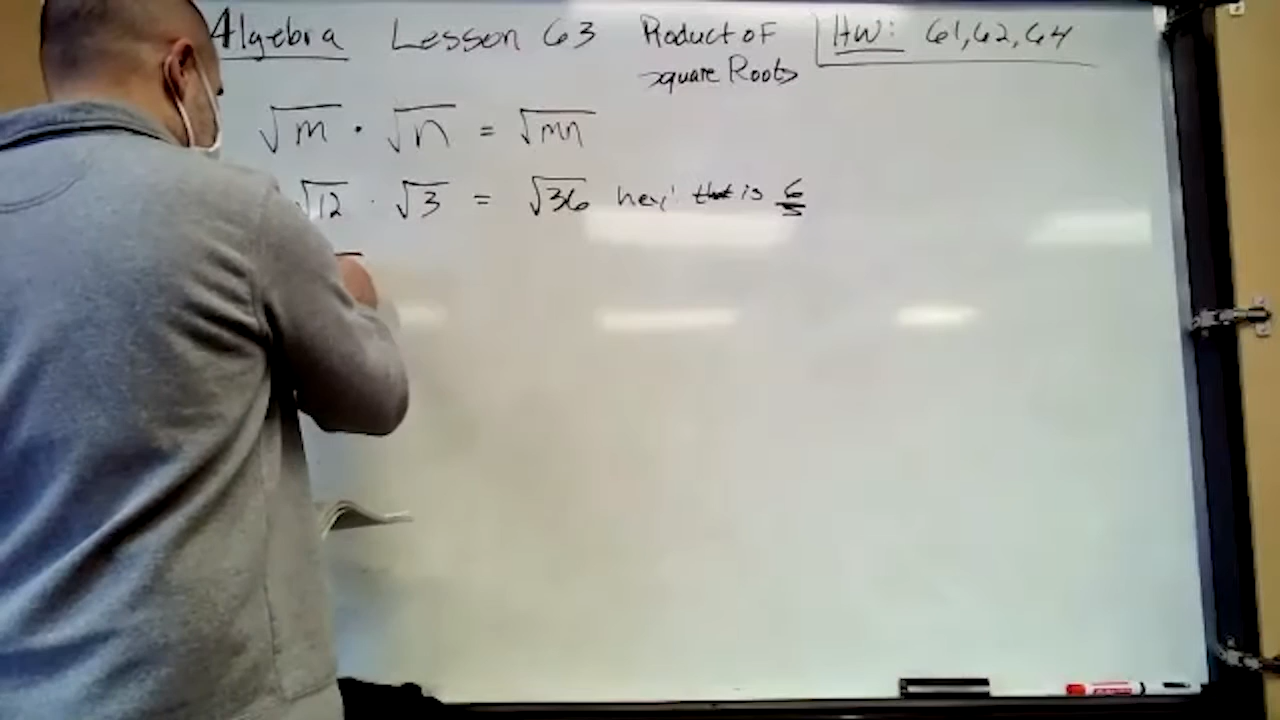 Algebra Lesson 63 Product of Square Roots HW: 61, 62, 64
√m · √n = √mn
√12 · √3 = √36 hey! that is 6